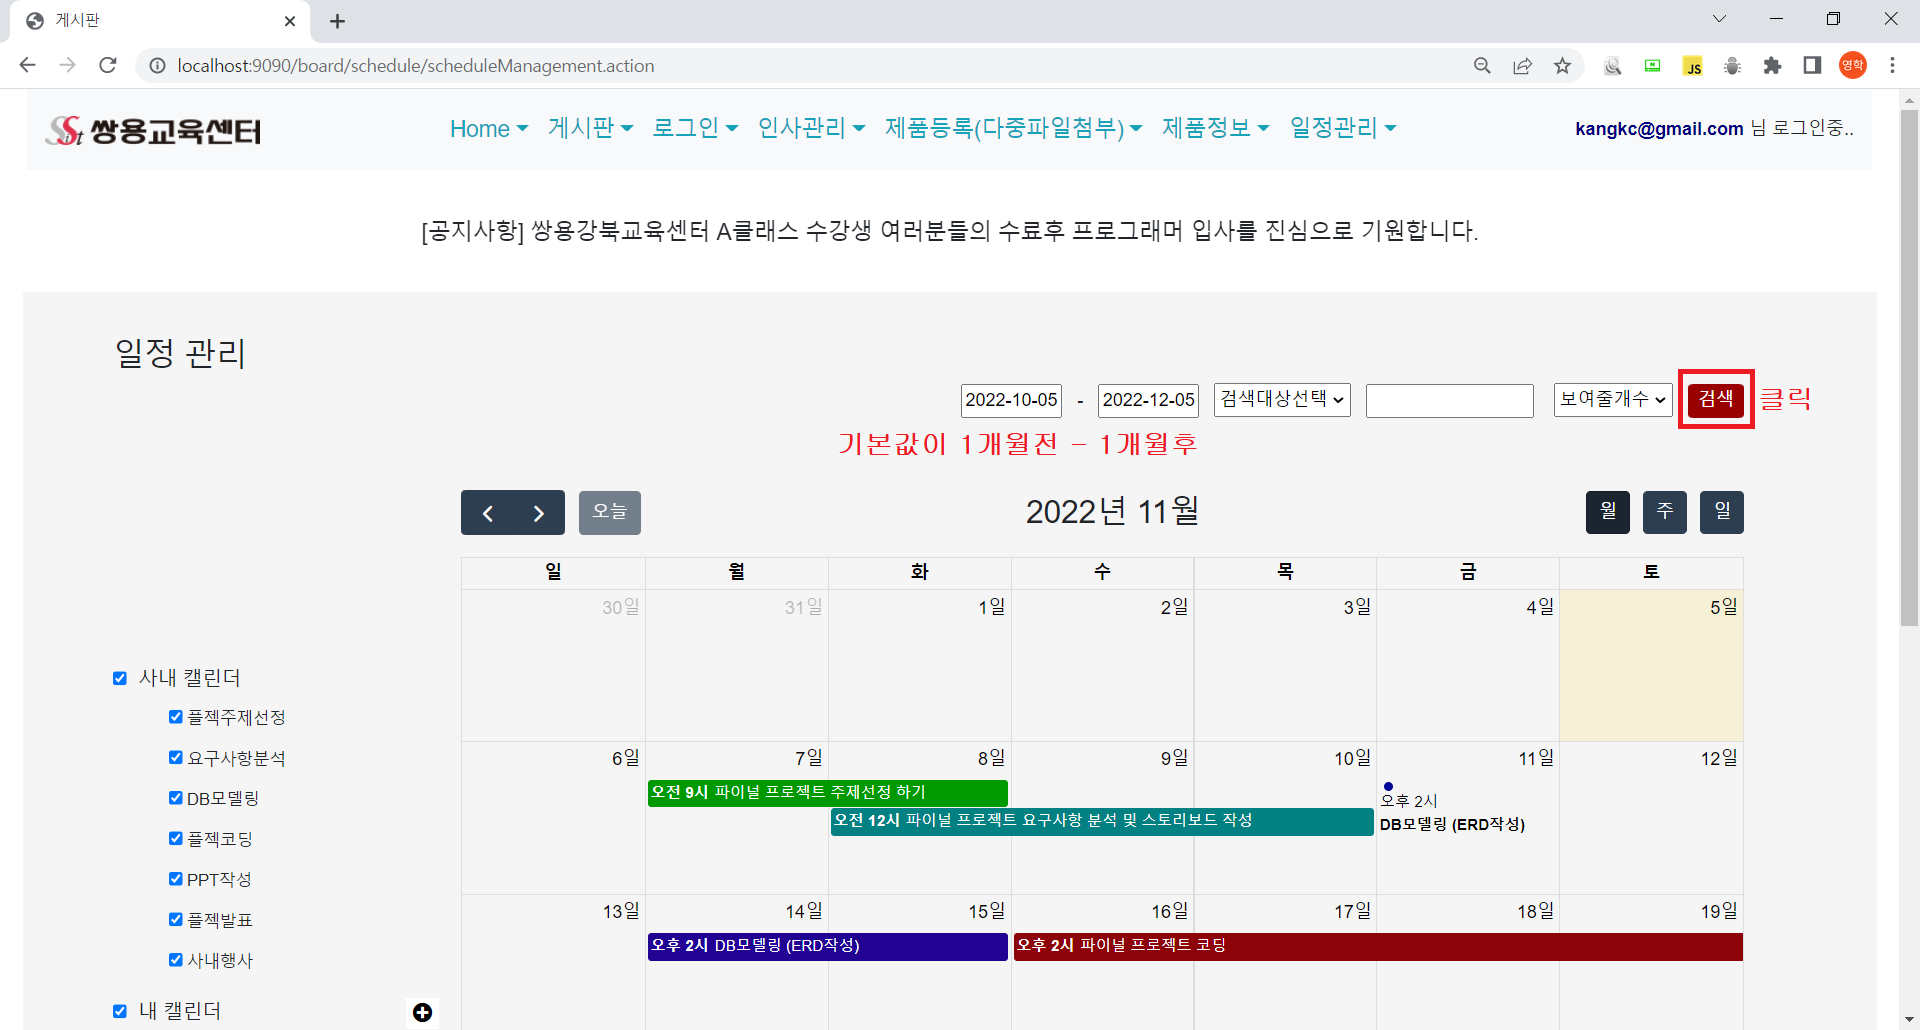 게시판
localhost:9090/board/schedule/scheduleManagement.action
JS
영학
SSist 쌍용교육센터
Home 게시판 로그인 인사관리 제품등록(다중파일첨부) 제품정보 일정관리
kangkc@gmail.com 님 로그인중..
[공지사항] 쌍용강북교육센터 A클래스 수강생 여러분들의 수료후 프로그래머 입사를 진심으로 기원합니다.
일정 관리
2022-10-05 - 2022-12-05 검색대상선택 보여줄개수 검색 클릭
기본값이 1개월전 - 1개월후
오늘 2022년 11월 월 주 일
일 월 화 수 목 금 토
30일 31일 1일 2일 3일 4일 5일
사내 캘린더
플젝주제선정
요구사항분석
DB모델링
플젝코딩
PPT작성
플젝발표
사내행사
내 캘린더
6일 7일 8일 9일 10일 11일 12일
오전 9시 파이널 프로젝트 주제선정 하기
오전 12시 파이널 프로젝트 요구사항 분석 및 스토리보드 작성
오후 2시
DB모델링 (ERD작성)
13일 14일 15일 16일 17일 18일 19일
오후 2시 DB모델링 (ERD작성)
오후 2시 파이널 프로젝트 코딩